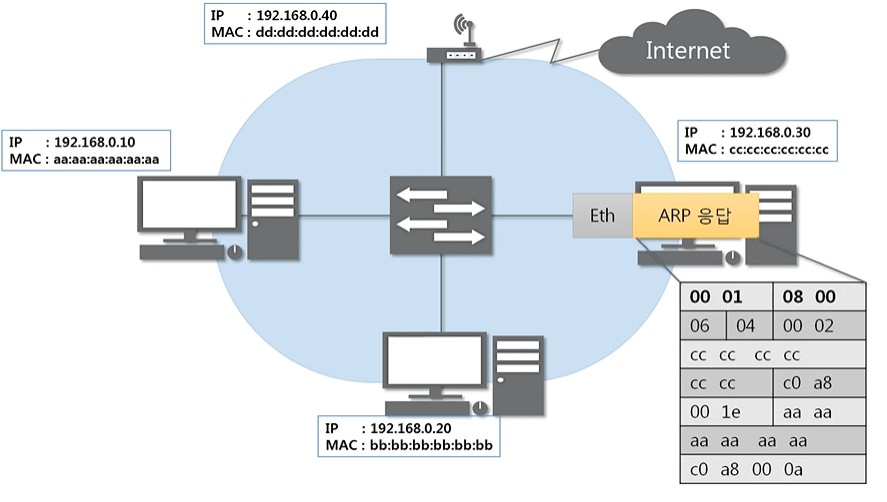 IP : 192.168.0.40
MAC : dd:dd:dd:dd:dd:dd
Internet
IP : 192.168.0.10
MAC : aa:aa:aa:aa:aa:aa
IP : 192.168.0.30
MAC : cc:cc:cc:cc:cc:cc
Eth ARP 응답
00 01 08 00
06 04 00 02
cc cc cc cc
cc cc c0 a8
00 1e aa aa
aa aa aa aa
c0 a8 00 0a
IP : 192.168.0.20
MAC : bb:bb:bb:bb:bb:bb